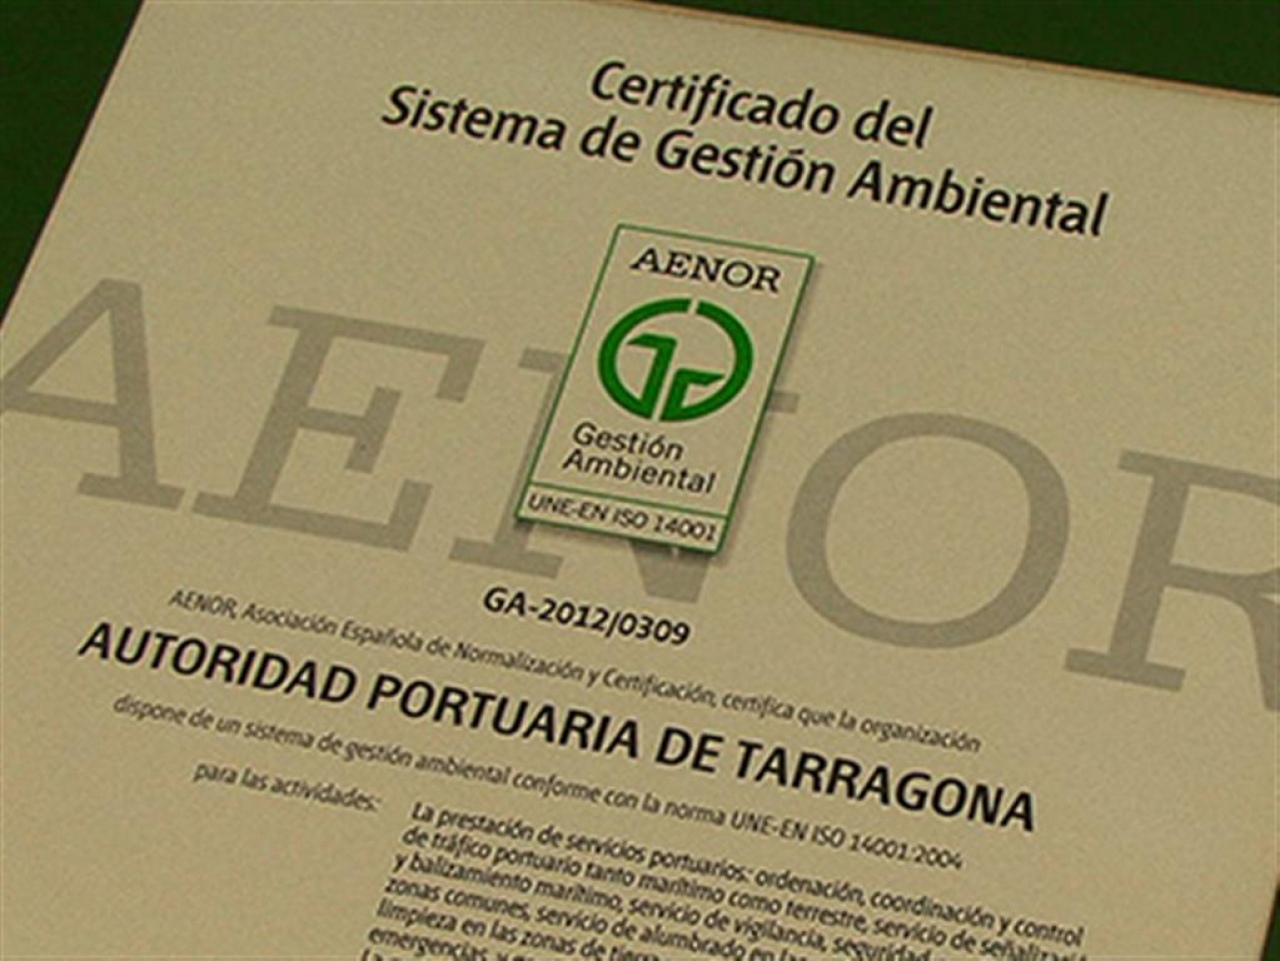 Certificado del
Sistema de Gestión Ambiental
AENOR
AENOR
Gestión
Ambiental
UNE-EN ISO 14001
GA-2012/0309
AENOR, Asociación Española de Normalización y Certificación, certifica que la organización
AUTORIDAD PORTUARIA DE TARRAGONA
dispone de un sistema de gestión ambiental conforme con la norma UNE-EN ISO 14001:2004
para las actividades:
La prestación de servicios portuarios: ordenación, coordinación y control
de tráfico portuario tanto marítimo como terrestre, servicio de
y balizamiento marítimo, servicio de vigilancia, seguridad
zonas comunes, servicio de alumbrado en
limpieza en las zonas de
emergencias, y